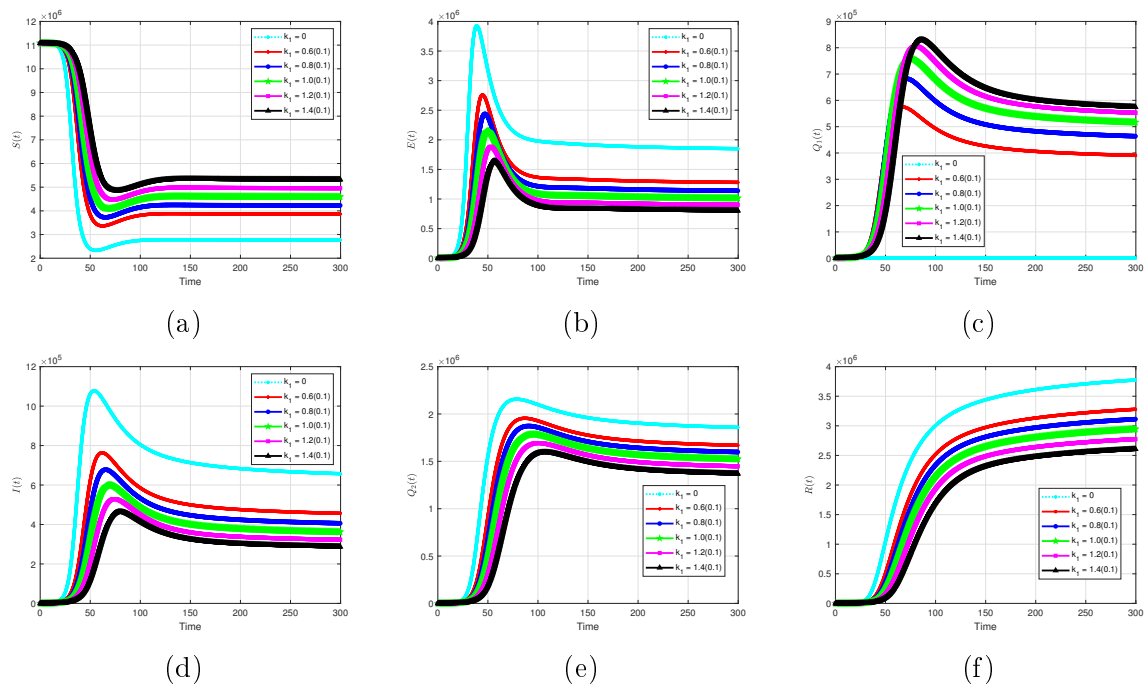 ×10⁶
12
11
10
9
8
7
6
5
4
3
2
0 50 100 150 200 250 300
Time
S(t)
k₁ = 0
k₁ = 0.6(0.1)
k₁ = 0.8(0.1)
k₁ = 1.0(0.1)
k₁ = 1.2(0.1)
k₁ = 1.4(0.1)
(a)
×10⁶
4
3.5
3
2.5
2
1.5
1
0.5
0
0 50 100 150 200 250 300
Time
E(t)
k₁ = 0
k₁ = 0.6(0.1)
k₁ = 0.8(0.1)
k₁ = 1.0(0.1)
k₁ = 1.2(0.1)
k₁ = 1.4(0.1)
(b)
×10⁵
9
8
7
6
5
4
3
2
1
0
0 50 100 150 200 250 300
Time
Q₁(t)
k₁ = 0
k₁ = 0.6(0.1)
k₁ = 0.8(0.1)
k₁ = 1.0(0.1)
k₁ = 1.2(0.1)
k₁ = 1.4(0.1)
(c)
×10⁵
12
10
8
6
4
2
0
0 50 100 150 200 250 300
Time
I(t)
k₁ = 0
k₁ = 0.6(0.1)
k₁ = 0.8(0.1)
k₁ = 1.0(0.1)
k₁ = 1.2(0.1)
k₁ = 1.4(0.1)
(d)
×10⁶
2.5
2
1.5
1
0.5
0
0 50 100 150 200 250 300
Time
Q₂(t)
k₁ = 0
k₁ = 0.6(0.1)
k₁ = 0.8(0.1)
k₁ = 1.0(0.1)
k₁ = 1.2(0.1)
k₁ = 1.4(0.1)
(e)
×10⁶
4
3.5
3
2.5
2
1.5
1
0.5
0
0 50 100 150 200 250 300
Time
R(t)
k₁ = 0
k₁ = 0.6(0.1)
k₁ = 0.8(0.1)
k₁ = 1.0(0.1)
k₁ = 1.2(0.1)
k₁ = 1.4(0.1)
(f)